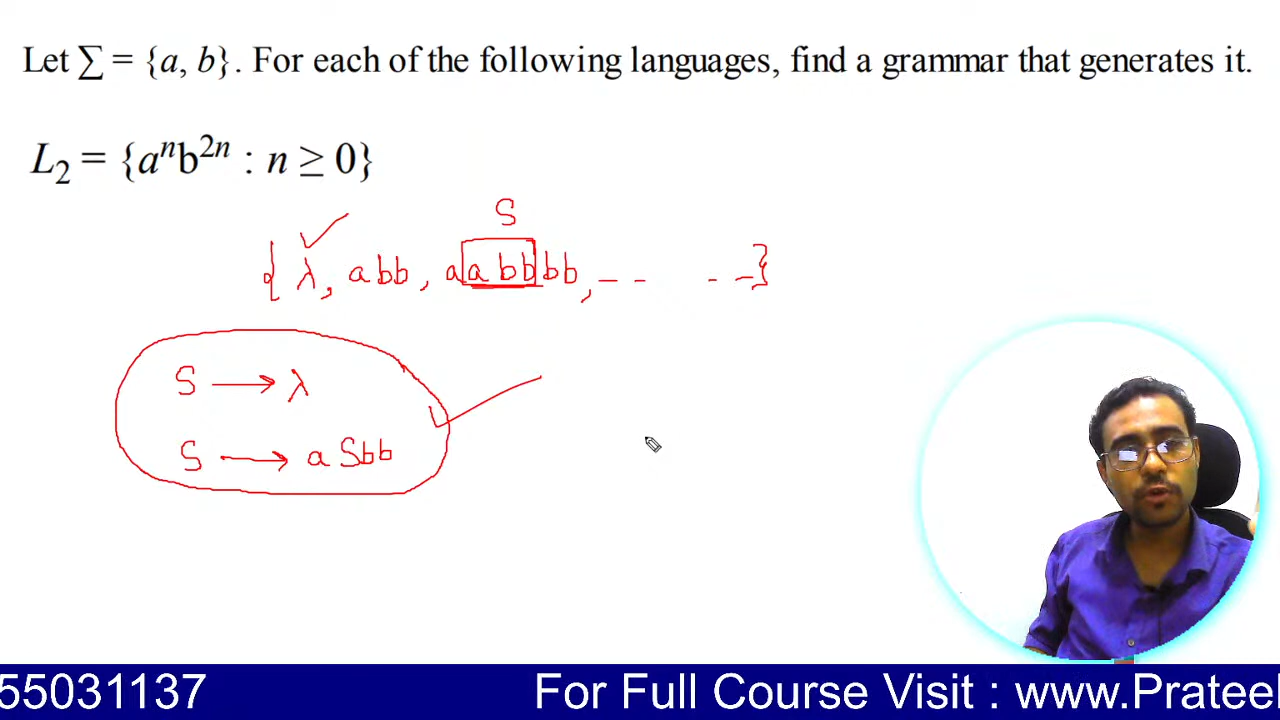 Let ∑ = {a, b}. For each of the following languages, find a grammar that generates it.
L₂ = {aⁿb²ⁿ : n ≥ 0}
S
{ λ, abb, aabbbb, – – . . – }
S → λ
S → aSbb
55031137 For Full Course Visit : www.Prateel